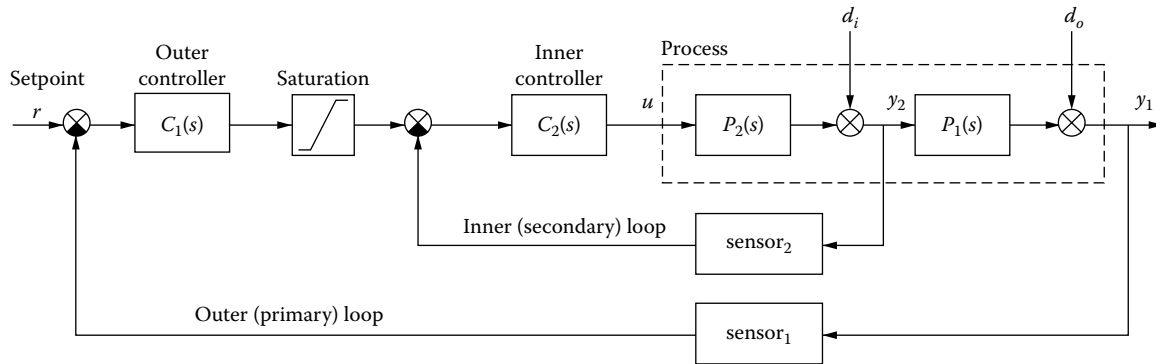 d_i
d_o
Outer
controller
Inner
controller
Process
Setpoint
Saturation
r
C_1(s)
C_2(s)
u
P_2(s)
y_2
P_1(s)
y_1
Inner (secondary) loop
sensor_2
Outer (primary) loop
sensor_1